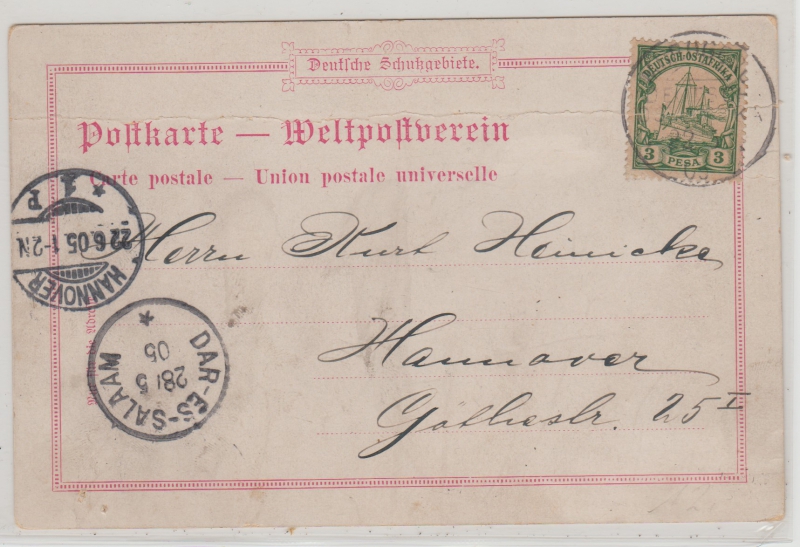 Deutsche Schutzgebiete.
Postkarte — Weltpostverein
Carte postale — Union postale universelle
DEUTSCH-OSTAFRIKA
3 PESA 3
Herrn Kurt Heinicke
Hannover
Göthestr. 25 I
HANNOVER
22.6.05.1-2N
* 1 P
DAR-ES-SALAAM
28/5
05
*